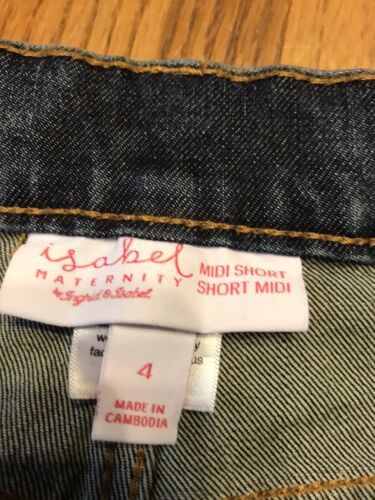 isabel
MATERNITY
by Ingrid & Isabel
MIDI SHORT
SHORT MIDI
4
MADE IN
CAMBODIA